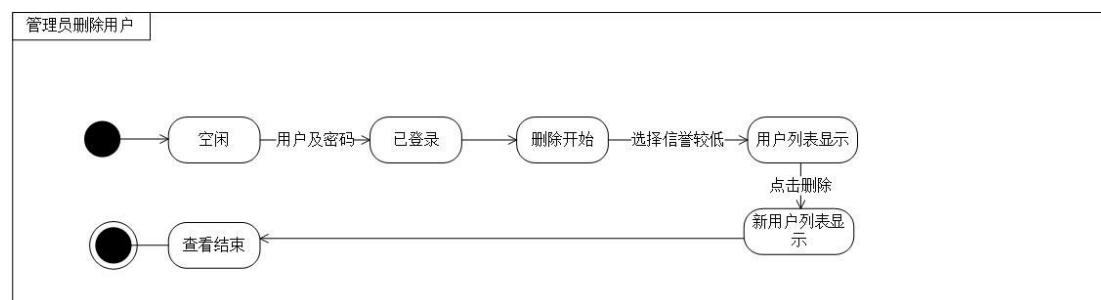 管理员删除用户
空闲
用户及密码
已登录
删除开始
选择信誉较低
用户列表显示
点击删除
新用户列表显
示
查看结束